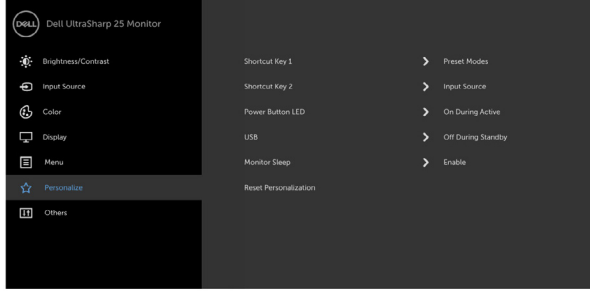 DELL Dell UltraSharp 25 Monitor
Brightness/Contrast Shortcut Key 1 Preset Modes
Input Source Shortcut Key 2 Input Source
Color Power Button LED On During Active
Display USB Off During Standby
Menu Monitor Sleep Enable
Personalize Reset Personalization
Others